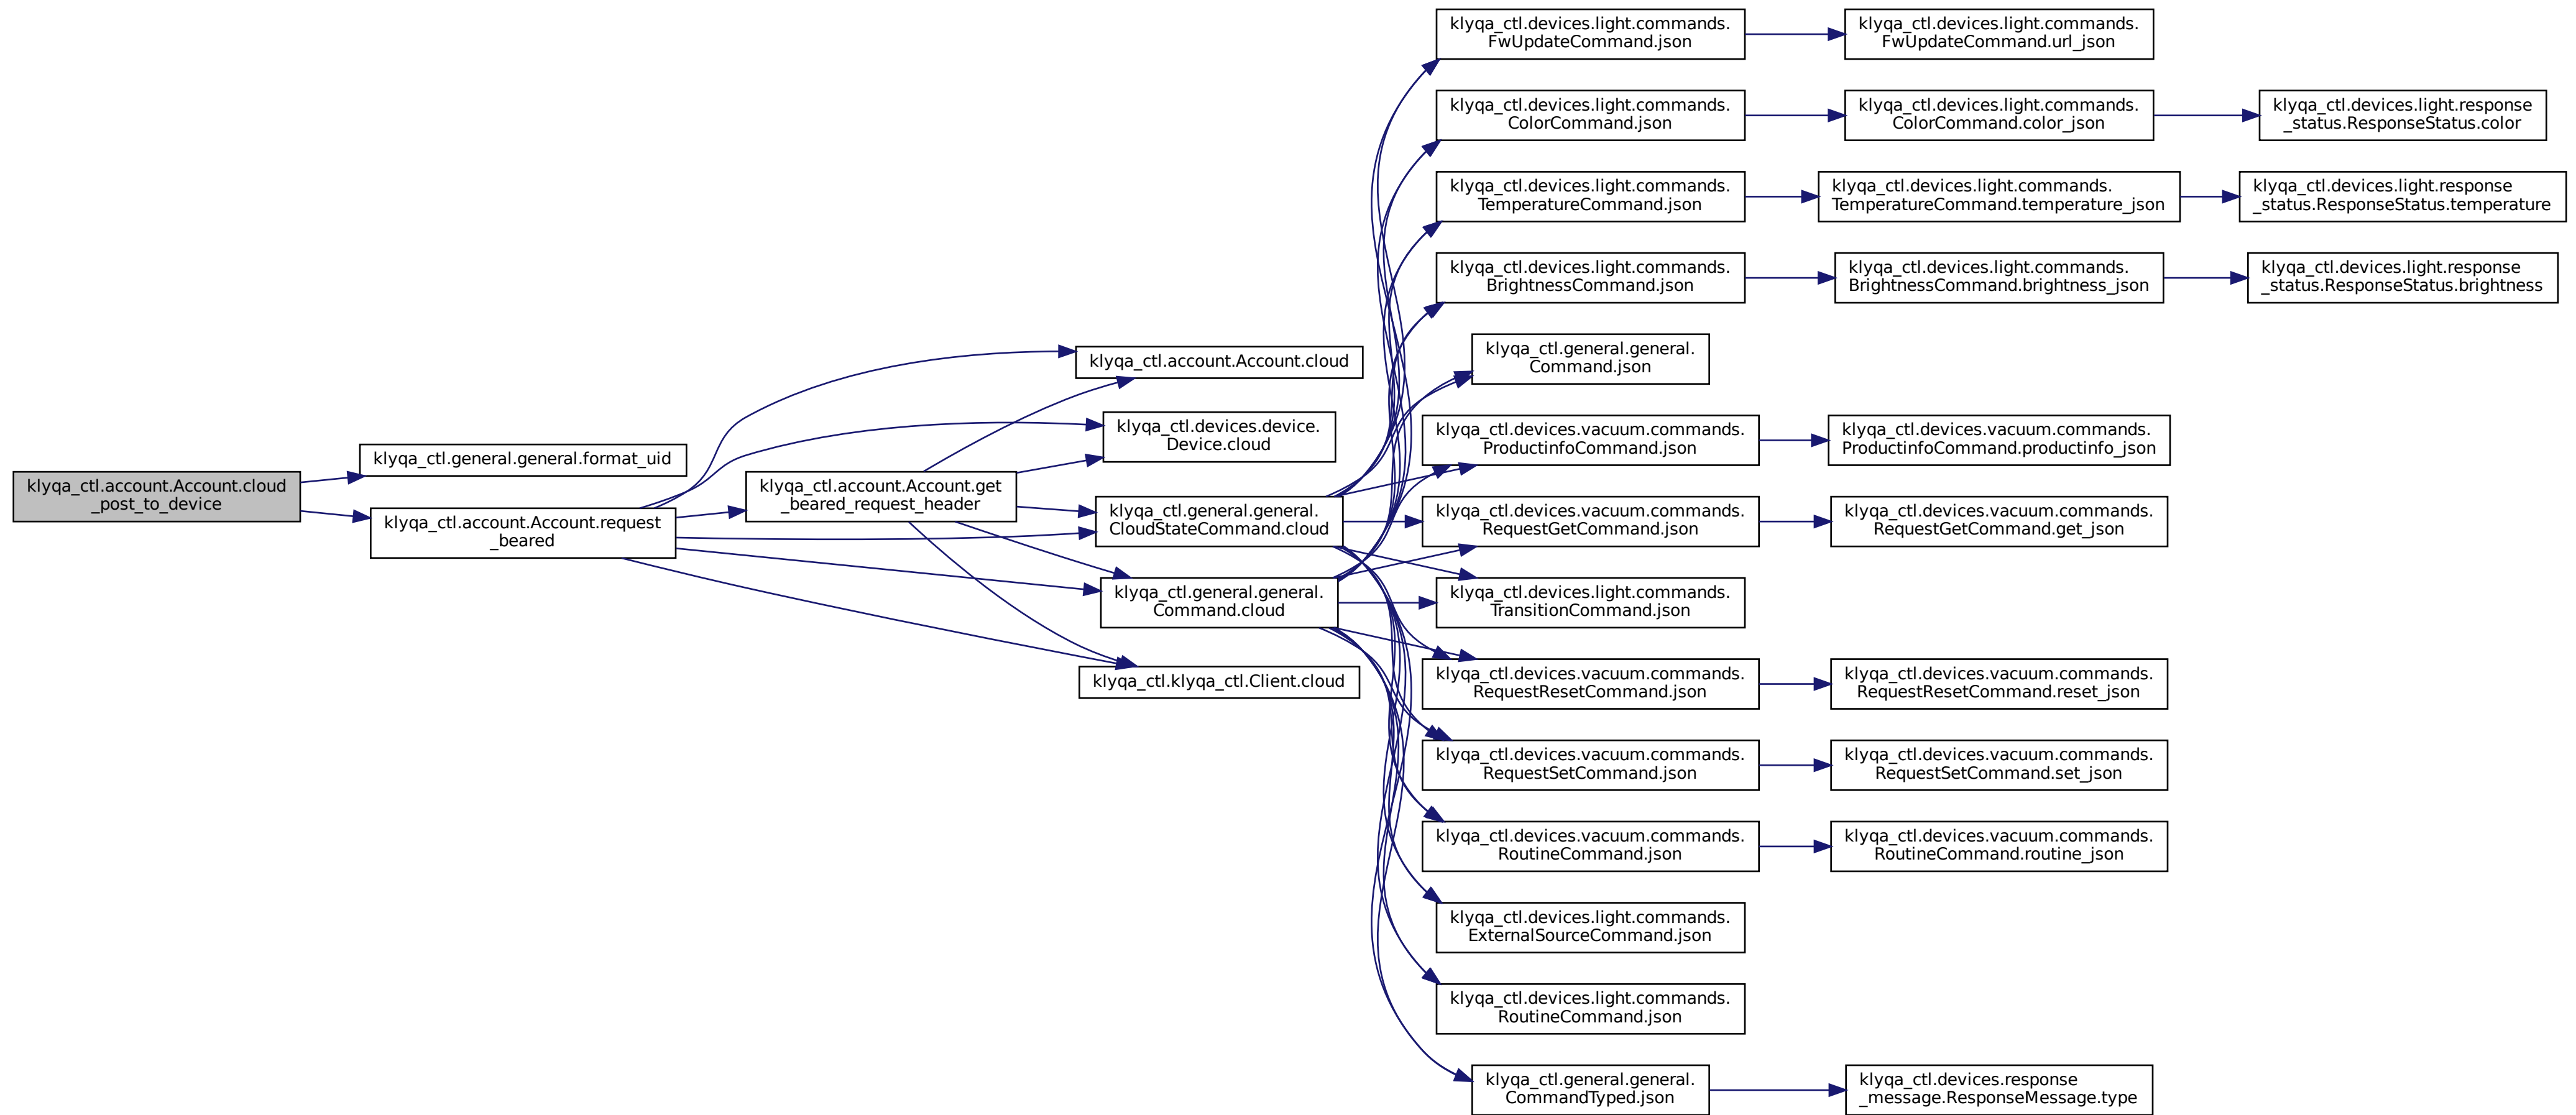 klyqa_ctl.account.Account.cloud
_post_to_device
klyqa_ctl.general.general.format_uid
klyqa_ctl.account.Account.request
_beared
klyqa_ctl.account.Account.get
_beared_request_header
klyqa_ctl.account.Account.cloud
klyqa_ctl.devices.device.
Device.cloud
klyqa_ctl.general.general.
CloudStateCommand.cloud
klyqa_ctl.general.general.
Command.cloud
klyqa_ctl.klyqa_ctl.Client.cloud
klyqa_ctl.devices.light.commands.
FwUpdateCommand.json
klyqa_ctl.devices.light.commands.
FwUpdateCommand.url_json
klyqa_ctl.devices.light.commands.
ColorCommand.json
klyqa_ctl.devices.light.commands.
ColorCommand.color_json
klyqa_ctl.devices.light.response
_status.ResponseStatus.color
klyqa_ctl.devices.light.commands.
TemperatureCommand.json
klyqa_ctl.devices.light.commands.
TemperatureCommand.temperature_json
klyqa_ctl.devices.light.response
_status.ResponseStatus.temperature
klyqa_ctl.devices.light.commands.
BrightnessCommand.json
klyqa_ctl.devices.light.commands.
BrightnessCommand.brightness_json
klyqa_ctl.devices.light.response
_status.ResponseStatus.brightness
klyqa_ctl.general.general.
Command.json
klyqa_ctl.devices.vacuum.commands.
ProductinfoCommand.json
klyqa_ctl.devices.vacuum.commands.
ProductinfoCommand.productinfo_json
klyqa_ctl.devices.vacuum.commands.
RequestGetCommand.json
klyqa_ctl.devices.vacuum.commands.
RequestGetCommand.get_json
klyqa_ctl.devices.light.commands.
TransitionCommand.json
klyqa_ctl.devices.vacuum.commands.
RequestResetCommand.json
klyqa_ctl.devices.vacuum.commands.
RequestResetCommand.reset_json
klyqa_ctl.devices.vacuum.commands.
RequestSetCommand.json
klyqa_ctl.devices.vacuum.commands.
RequestSetCommand.set_json
klyqa_ctl.devices.vacuum.commands.
RoutineCommand.json
klyqa_ctl.devices.vacuum.commands.
RoutineCommand.routine_json
klyqa_ctl.devices.light.commands.
ExternalSourceCommand.json
klyqa_ctl.devices.light.commands.
RoutineCommand.json
klyqa_ctl.general.general.
CommandTyped.json
klyqa_ctl.devices.response
_message.ResponseMessage.type